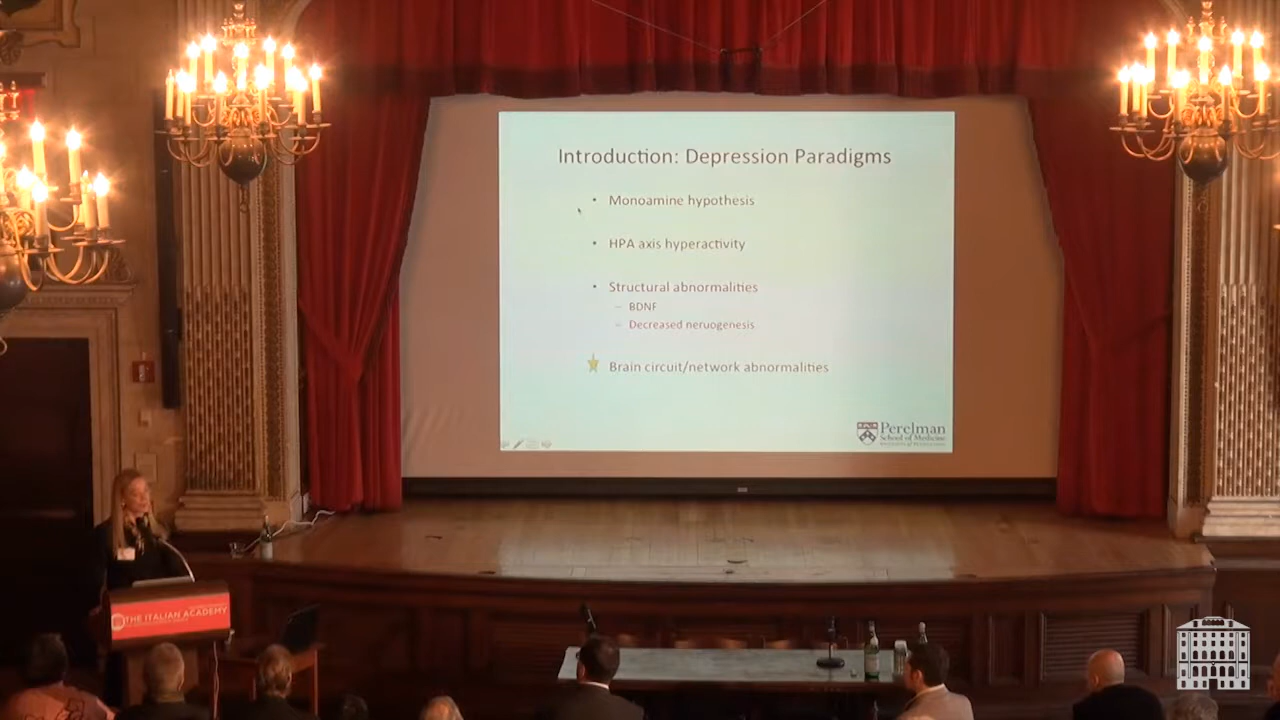 Introduction: Depression Paradigms
• Monoamine hypothesis
• HPA axis hyperactivity
• Structural abnormalities
– BDNF
– Decreased neruogenesis
Brain circuit/network abnormalities
Perelman
School of Medicine
THE ITALIAN ACADEMY